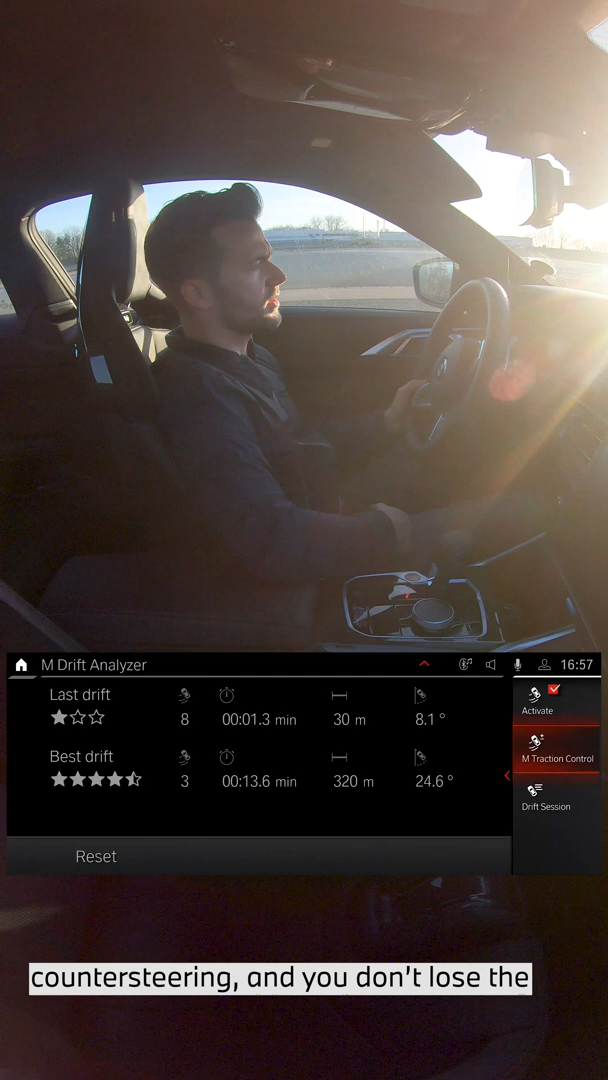 M Drift Analyzer
16:57
Last drift
8
00:01.3 min
30 m
8.1 °
Best drift
3
00:13.6 min
320 m
24.6 °
Activate
M Traction Control
Drift Session
Reset
countersteering, and you don't lose the